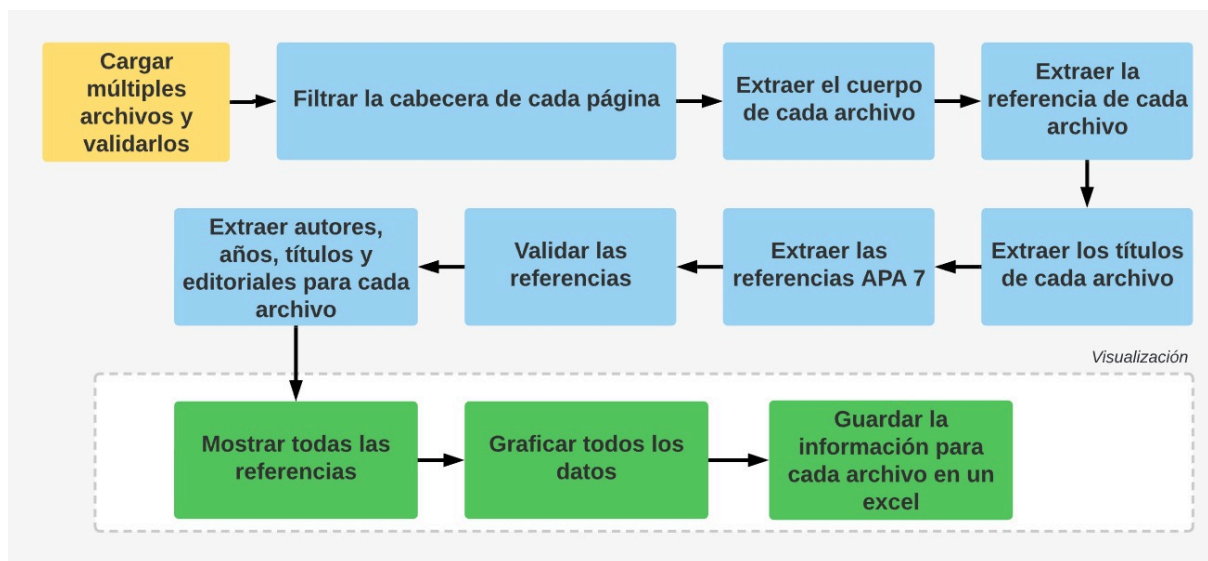 Cargar
múltiples
archivos y
validarlos
Filtrar la cabecera de cada página
Extraer el cuerpo
de cada archivo
Extraer la
referencia de cada
archivo
Extraer los títulos
de cada archivo
Extraer las
referencias APA 7
Validar las
referencias
Extraer autores,
años, títulos y
editoriales para cada
archivo
Visualización
Mostrar todas las
referencias
Graficar todos los
datos
Guardar la
información para
cada archivo en un
excel